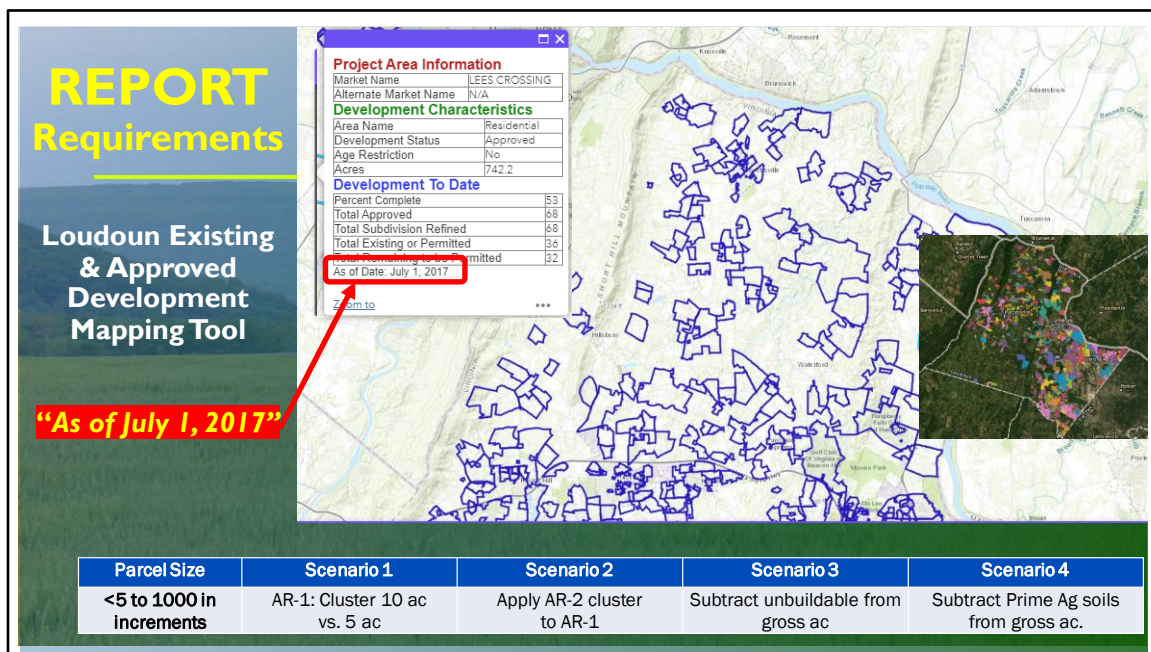 REPORT
Requirements
Loudoun Existing
& Approved
Development
Mapping Tool
“As of July 1, 2017”
Project Area Information
Market Name LEES CROSSING
Alternate Market Name N/A
Development Characteristics
Area Name Residential
Development Status Approved
Age Restriction No
Acres 742.2
Development To Date
Percent Complete 53
Total Approved 68
Total Subdivision Refined 68
Total Existing or Permitted 36
Total Remaining to be Permitted 32
As of Date: July 1, 2017
Zoom to
Rosemont
Knoxville
Brunswick
Adamstown
VIRGINIA
Tuscarora
SHORT HILL MOUNTAIN
Hillsboro
Waterford
VIRGINIA
Parcel Size Scenario 1 Scenario 2 Scenario 3 Scenario 4
<5 to 1000 in
increments
AR-1: Cluster 10 ac
vs. 5 ac
Apply AR-2 cluster
to AR-1
Subtract unbuildable from
gross ac
Subtract Prime Ag soils
from gross ac.